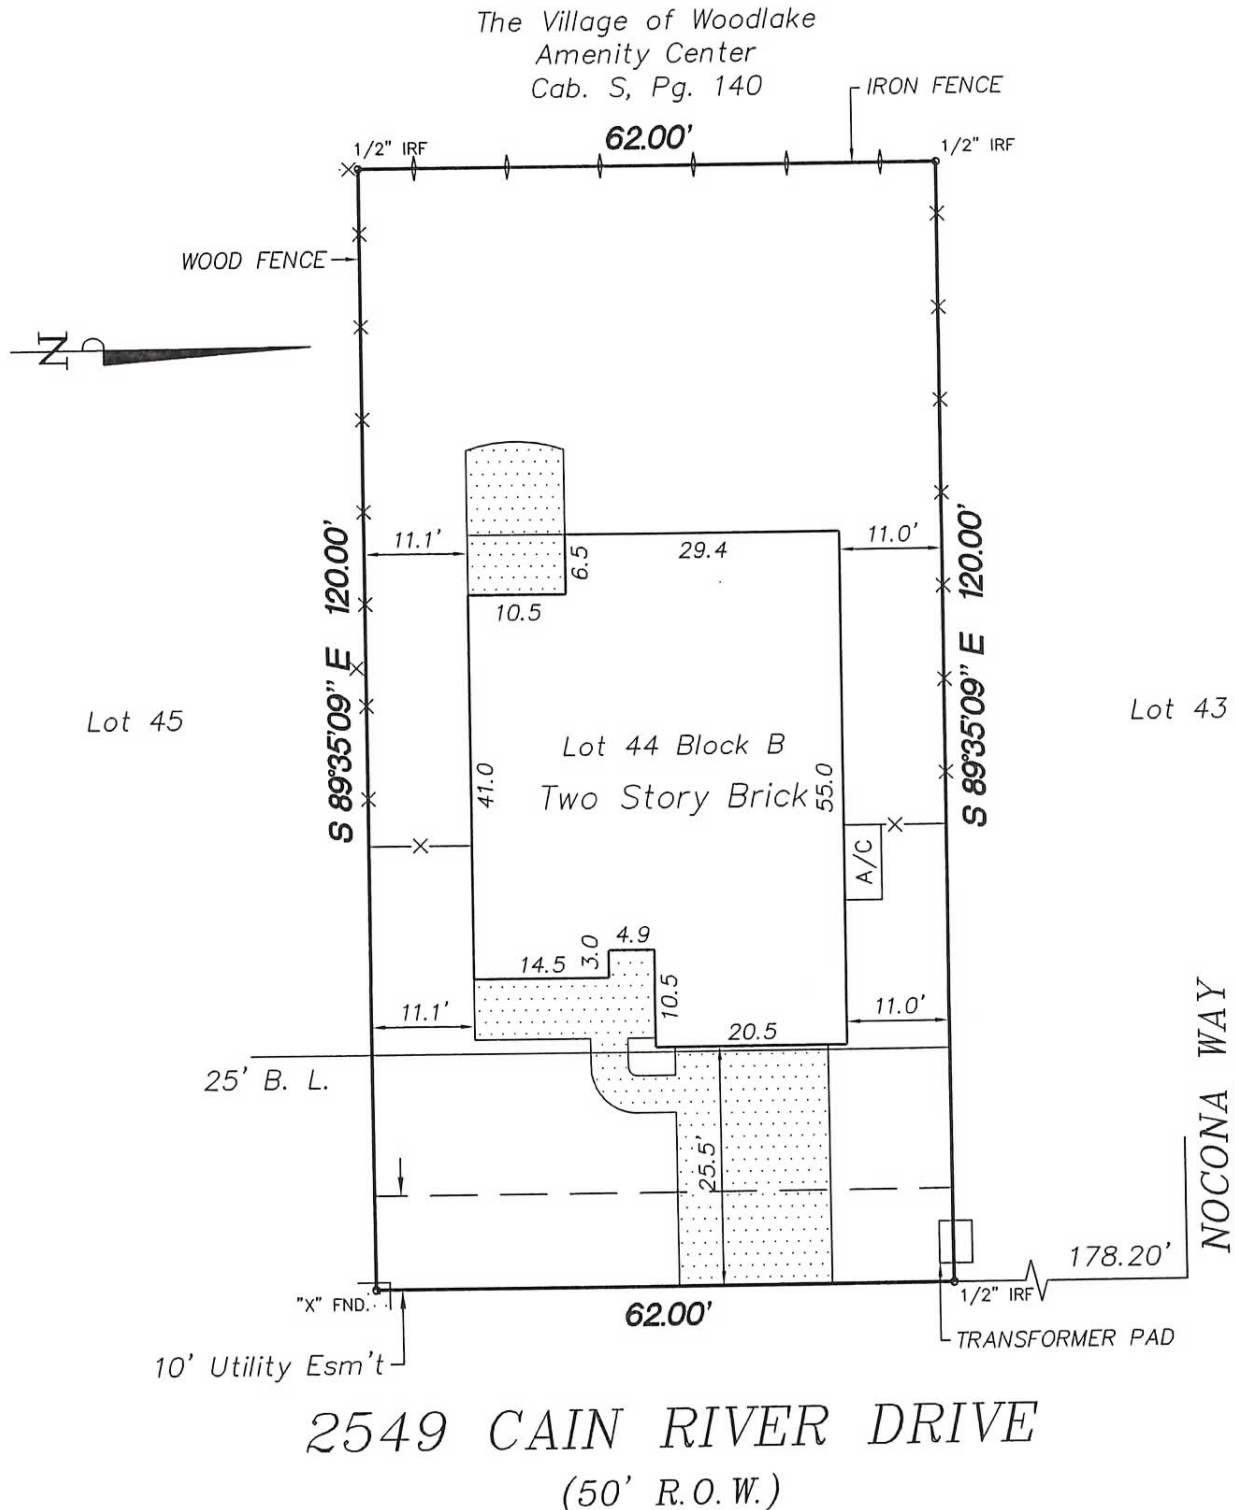 The Village of Woodlake
Amenity Center
Cab. S, Pg. 140
IRON FENCE
62.00'
1/2" IRF
1/2" IRF
WOOD FENCE
N
S 89°35'09" E 120.00'
S 89°35'09" E 120.00'
11.1'
6.5
29.4
11.0'
10.5
Lot 45
Lot 43
Lot 44 Block B
Two Story Brick
41.0
55.0
A/C
4.9
3.0
14.5
10.5
11.1'
20.5
11.0'
25' B. L.
25.5'
NOCONA WAY
178.20'
"X" FND.
62.00'
1/2" IRF
TRANSFORMER PAD
10' Utility Esm't
2549 CAIN RIVER DRIVE
(50' R.O.W.)